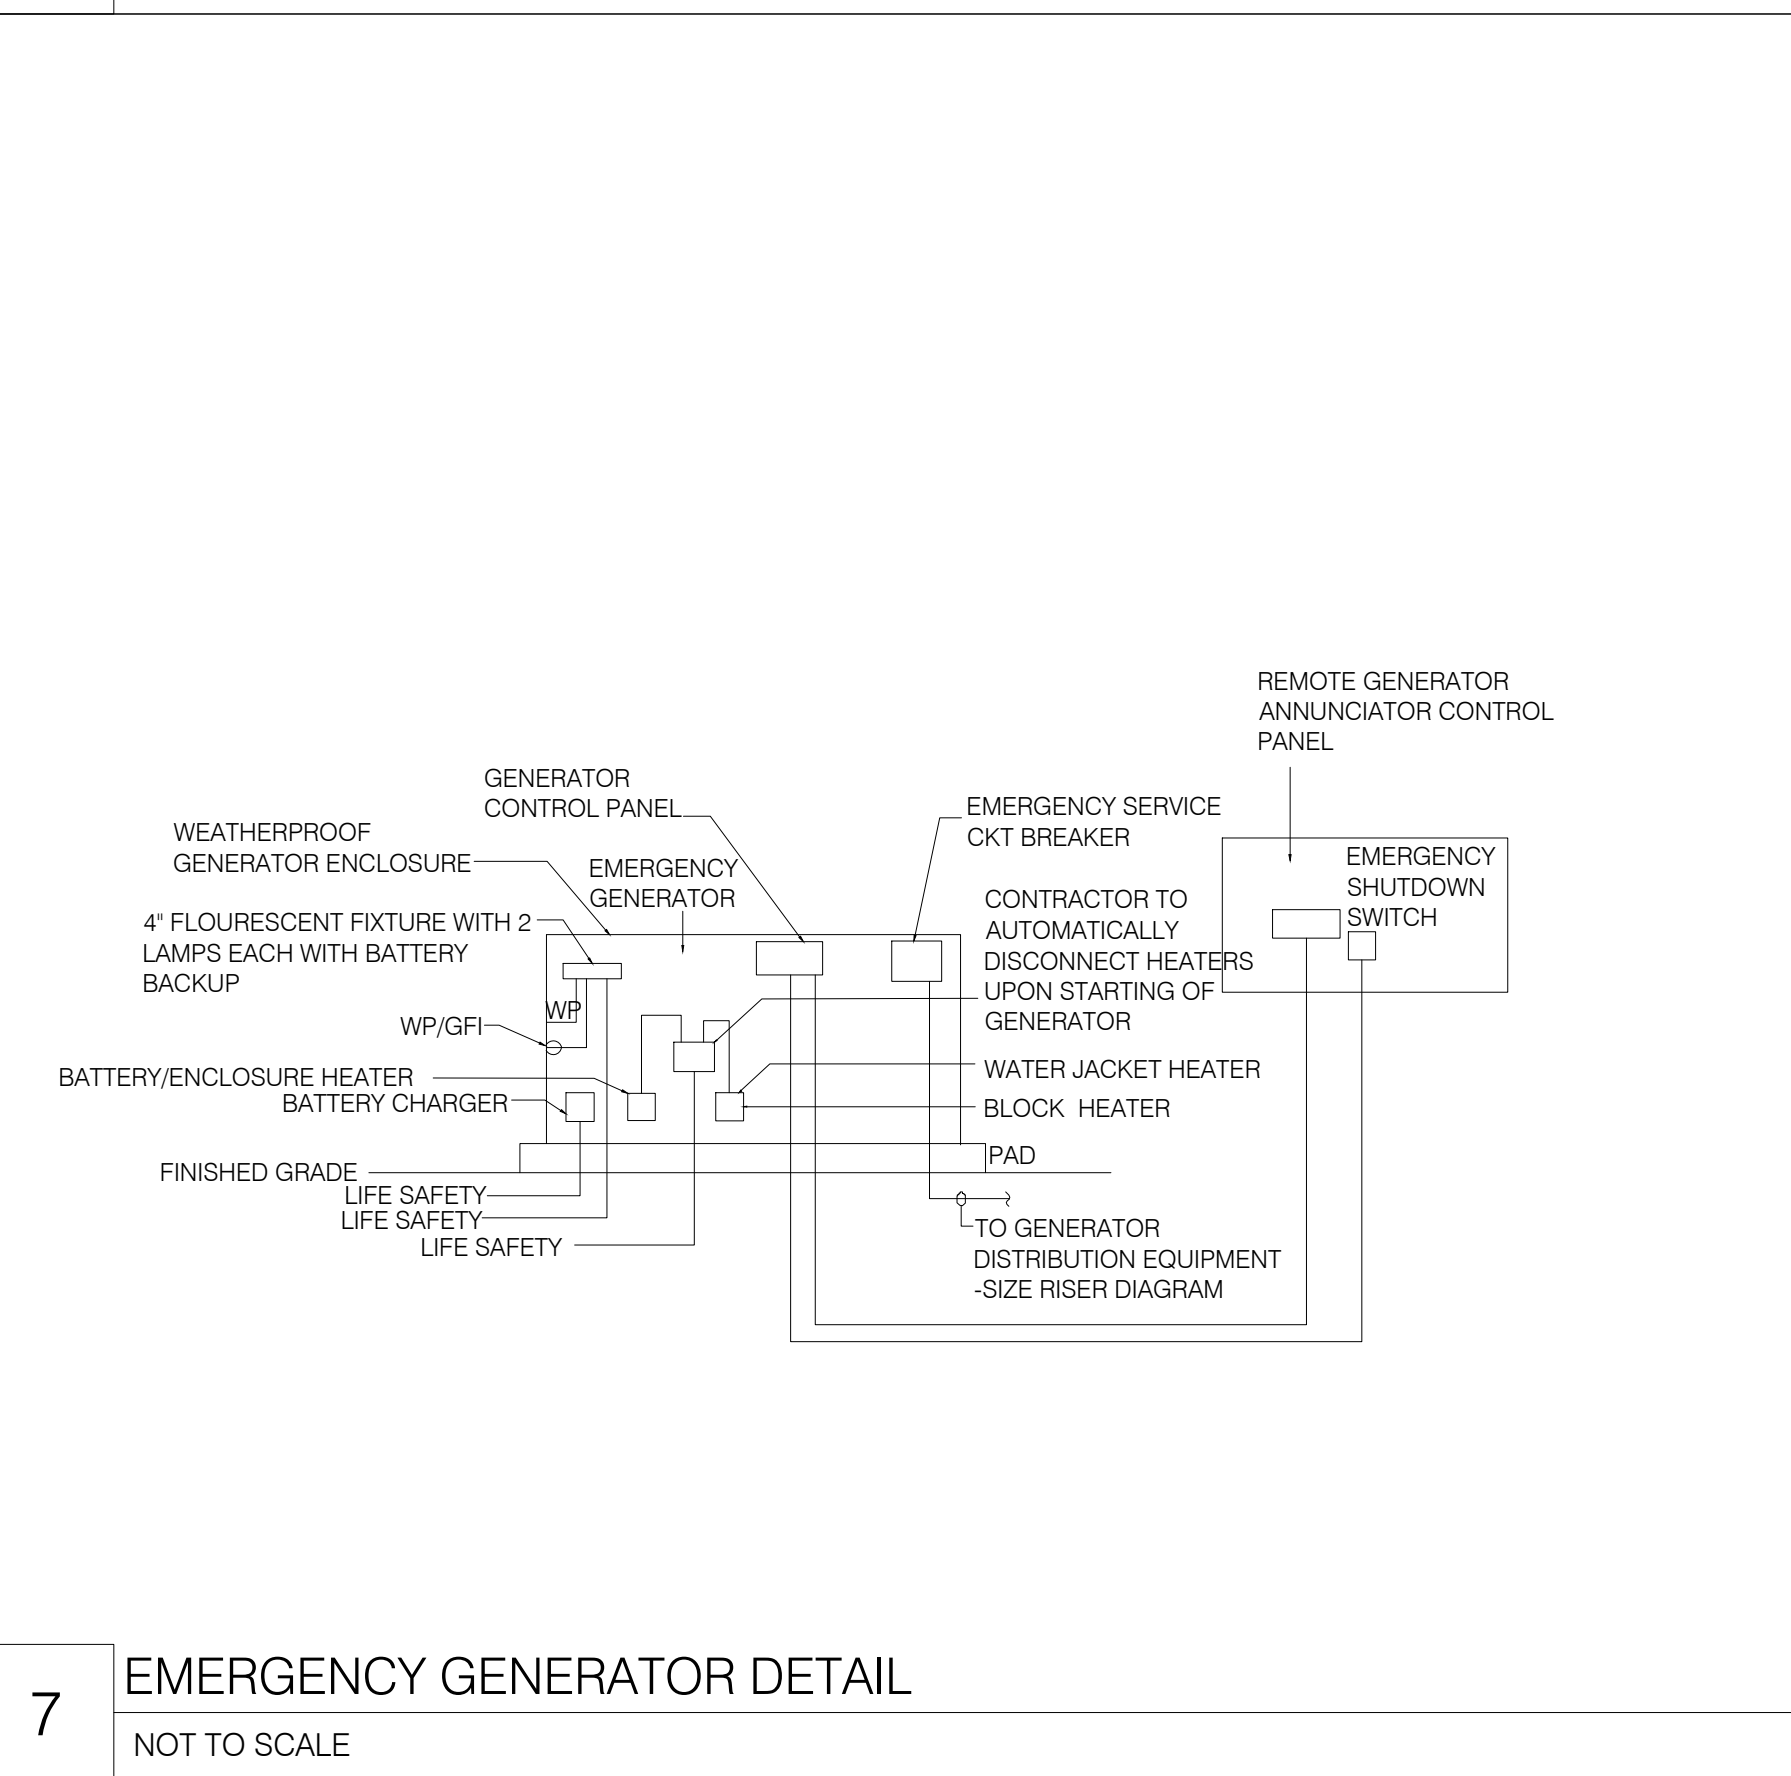 REMOTE GENERATOR
ANNUNCIATOR CONTROL
PANEL
GENERATOR
CONTROL PANEL
EMERGENCY SERVICE
CKT BREAKER
WEATHERPROOF
GENERATOR ENCLOSURE
EMERGENCY
GENERATOR
EMERGENCY
SHUTDOWN
SWITCH
CONTRACTOR TO
AUTOMATICALLY
DISCONNECT HEATERS
UPON STARTING OF
GENERATOR
4" FLOURESCENT FIXTURE WITH 2
LAMPS EACH WITH BATTERY
BACKUP
WP
WP/GFI
BATTERY/ENCLOSURE HEATER
BATTERY CHARGER
WATER JACKET HEATER
BLOCK HEATER
PAD
FINISHED GRADE
LIFE SAFETY
LIFE SAFETY
LIFE SAFETY
TO GENERATOR
DISTRIBUTION EQUIPMENT
-SIZE RISER DIAGRAM
7
EMERGENCY GENERATOR DETAIL
NOT TO SCALE